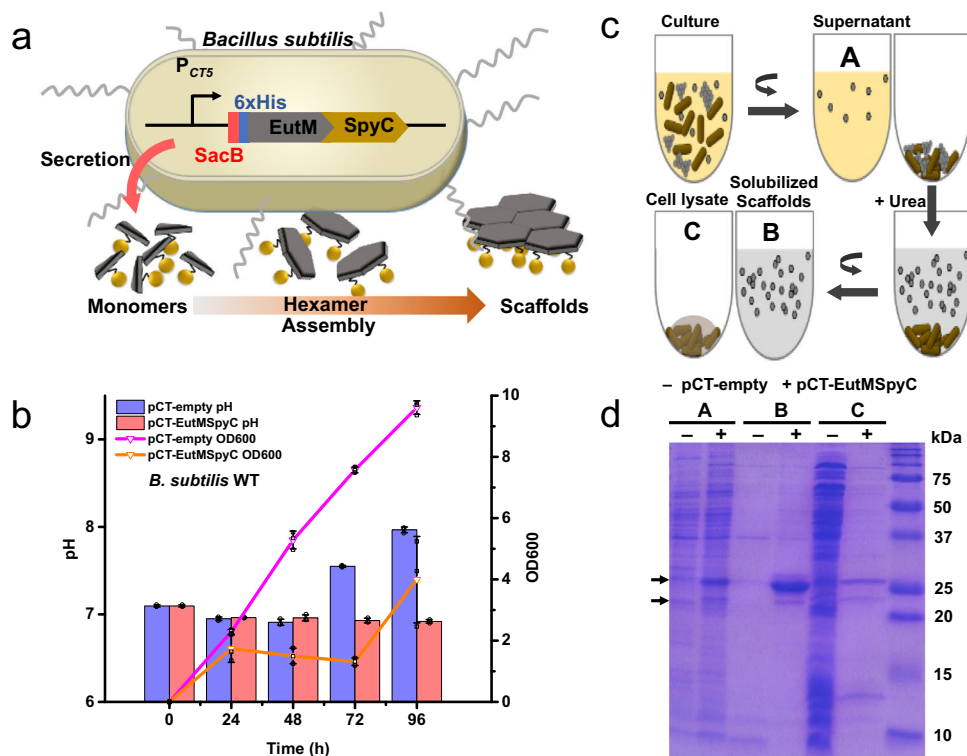 a
Bacillus subtilis
P CT5
6xHis
EutM
SpyC
SacB
Secretion
Monomers
Hexamer
Assembly
Scaffolds
b
pCT-empty pH
pCT-EutMSpyC pH
pCT-empty OD600
pCT-EutMSpyC OD600
B. subtilis WT
pH
9
8
7
6
OD600
10
8
6
4
2
0
0
24
48
72
96
Time (h)
c
Culture
Supernatant
A
+ Urea
Cell lysate
C
Solubilized
Scaffolds
B
– pCT-empty + pCT-EutMSpyC
d
A
B
C
– + – + – +
kDa
75
50
37
25
20
15
10